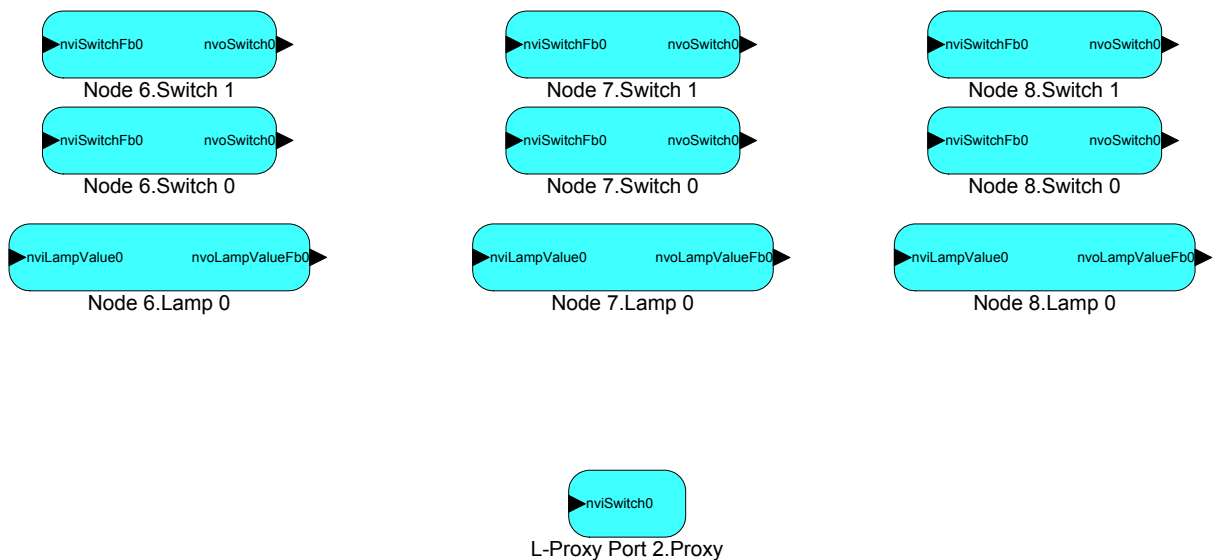 nviSwitchFb0 nvoSwitch0 nviSwitchFb0 nvoSwitch0 nviSwitchFb0 nvoSwitch0
Node 6.Switch 1 Node 7.Switch 1 Node 8.Switch 1
nviSwitchFb0 nvoSwitch0 nviSwitchFb0 nvoSwitch0 nviSwitchFb0 nvoSwitch0
Node 6.Switch 0 Node 7.Switch 0 Node 8.Switch 0
nviLampValue0 nvoLampValueFb0 nviLampValue0 nvoLampValueFb0 nviLampValue0 nvoLampValueFb0
Node 6.Lamp 0 Node 7.Lamp 0 Node 8.Lamp 0
nviSwitch0
L-Proxy Port 2.Proxy